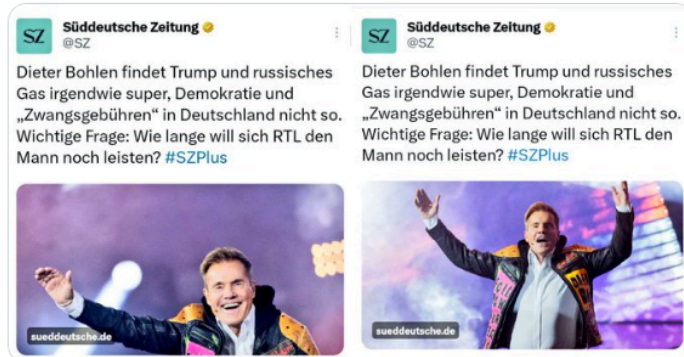 SZ
Süddeutsche Zeitung
@SZ
Dieter Bohlen findet Trump und russisches
Gas irgendwie super, Demokratie und
„Zwangsgebühren“ in Deutschland nicht so.
Wichtige Frage: Wie lange will sich RTL den
Mann noch leisten? #SZPlus
sueddeutsche.de
SZ
Süddeutsche Zeitung
@SZ
Dieter Bohlen findet Trump und russisches
Gas irgendwie super, Demokratie und
„Zwangsgebühren“ in Deutschland nicht so.
Wichtige Frage: Wie lange will sich RTL den
Mann noch leisten? #SZPlus
sueddeutsche.de